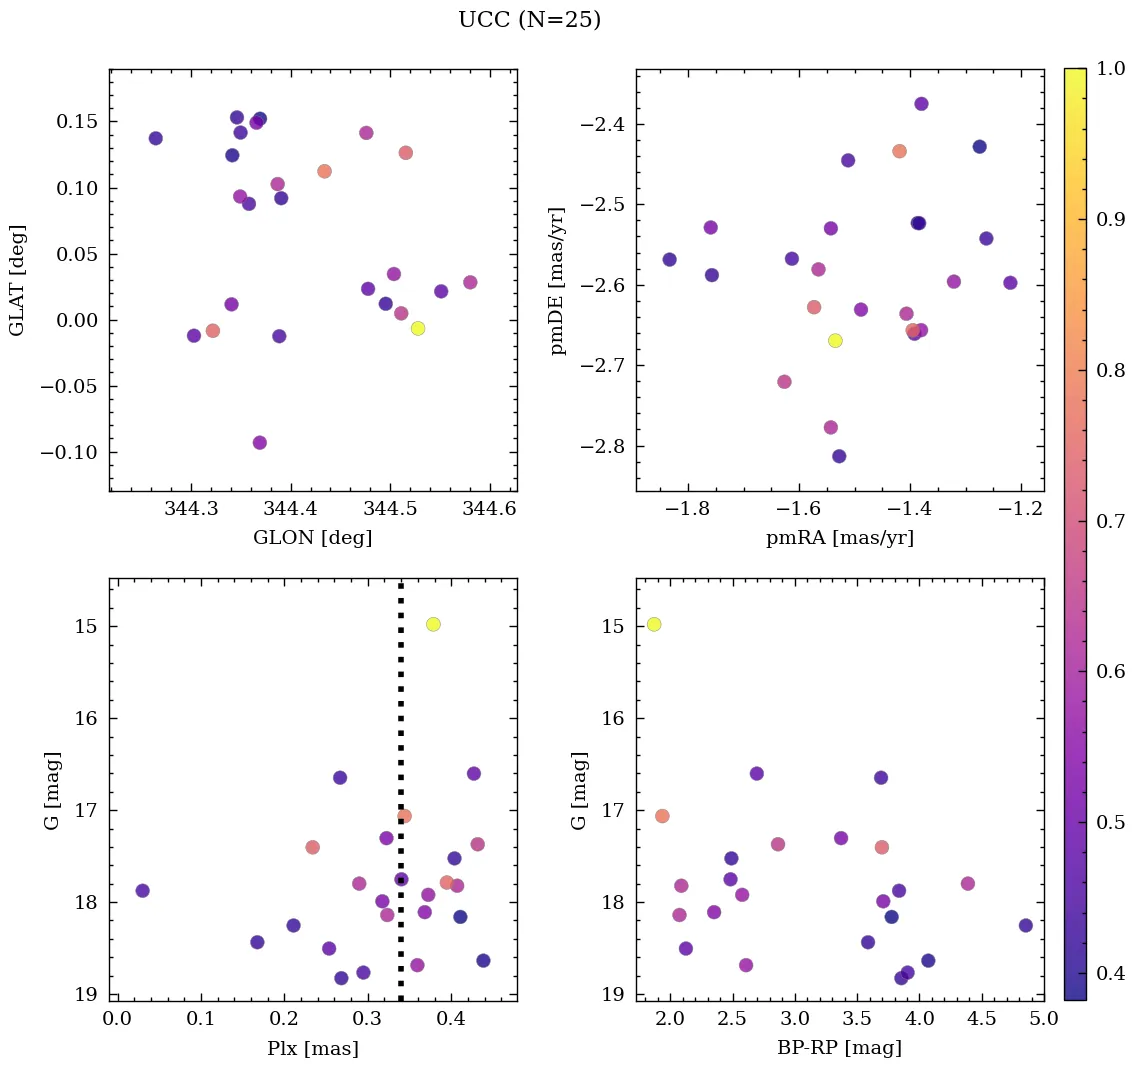 UCC (N=25)
0.15
0.10
0.05
0.00
−0.05
−0.10
GLAT [deg]
344.3 344.4 344.5 344.6
GLON [deg]
−2.4
−2.5
−2.6
−2.7
−2.8
pmDE [mas/yr]
−1.8 −1.6 −1.4 −1.2
pmRA [mas/yr]
15
16
17
18
19
G [mag]
0.0 0.1 0.2 0.3 0.4
Plx [mas]
15
16
17
18
19
G [mag]
2.0 2.5 3.0 3.5 4.0 4.5 5.0
BP-RP [mag]
1.0
0.9
0.8
0.7
0.6
0.5
0.4